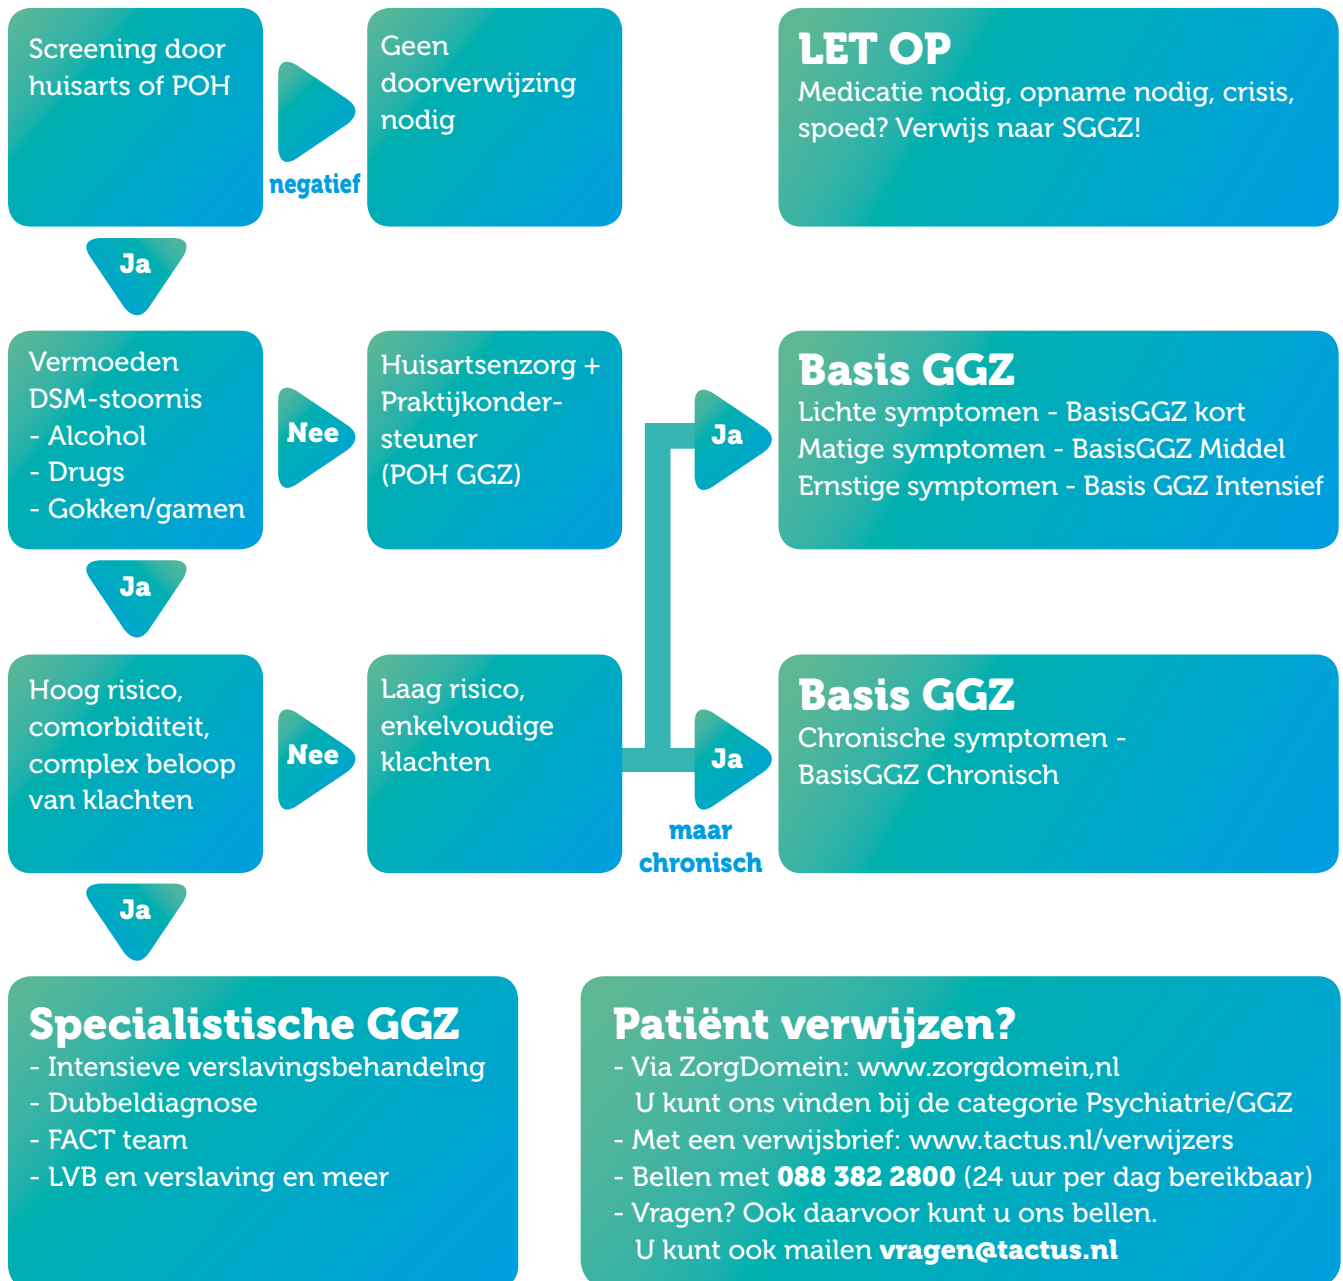 Screening door
huisarts of POH
negatief
Geen
doorverwijzing
nodig
LET OP
Medicatie nodig, opname nodig, crisis,
spoed? Verwijs naar SGGZ!
Ja
Vermoeden
DSM-stoornis
- Alcohol
- Drugs
- Gokken/gamen
Nee
Huisartsenzorg +
Praktijkonder-
steuner
(POH GGZ)
Ja
Basis GGZ
Lichte symptomen - BasisGGZ kort
Matige symptomen - BasisGGZ Middel
Ernstige symptomen - Basis GGZ Intensief
Ja
Hoog risico,
comorbiditeit,
complex beloop
van klachten
Nee
Laag risico,
enkelvoudige
klachten
Ja
maar
chronisch
Basis GGZ
Chronische symptomen -
BasisGGZ Chronisch
Ja
Specialistische GGZ
- Intensieve verslavingsbehandelng
- Dubbeldiagnose
- FACT team
- LVB en verslaving en meer
Patiënt verwijzen?
- Via ZorgDomein: www.zorgdomein,nl
U kunt ons vinden bij de categorie Psychiatrie/GGZ
- Met een verwijsbrief: www.tactus.nl/verwijzers
- Bellen met 088 382 2800 (24 uur per dag bereikbaar)
- Vragen? Ook daarvoor kunt u ons bellen.
U kunt ook mailen vragen@tactus.nl